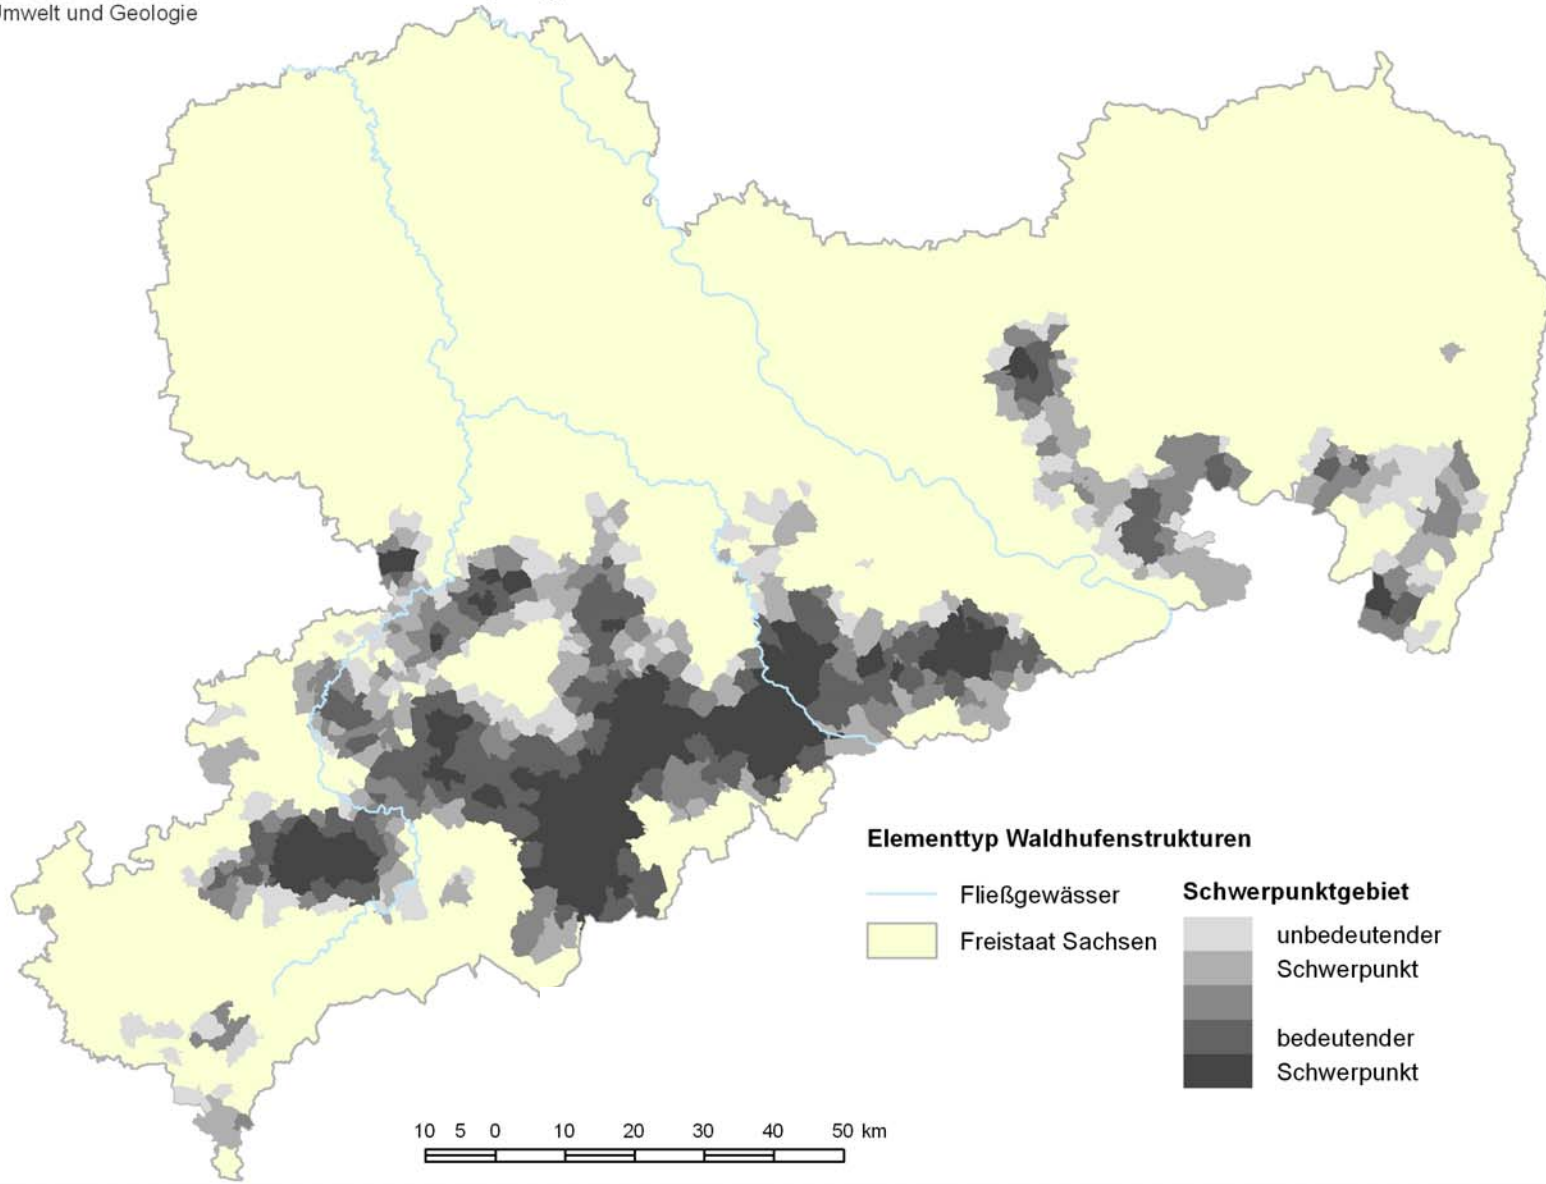 Umwelt und Geologie
Elementtyp Waldhufenstrukturen
Fließgewässer
Freistaat Sachsen
Schwerpunktgebiet
unbedeutender
Schwerpunkt
bedeutender
Schwerpunkt
10 5 0 10 20 30 40 50 km